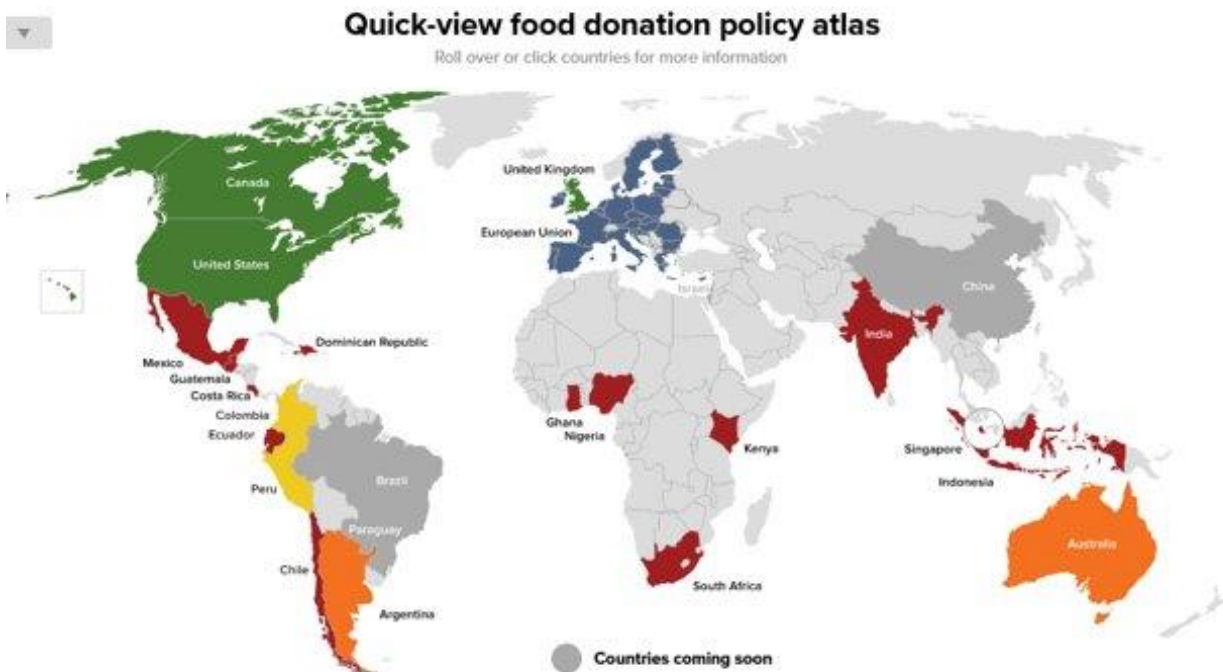 Quick-view food donation policy atlas
Roll over or click countries for more information
United Kingdom
Canada
European Union
United States
Israel
China
India
Dominican Republic
Mexico
Guatemala
Costa Rica
Colombia
Ecuador
Ghana
Nigeria
Kenya
Singapore
Indonesia
Peru
Brazil
Paraguay
Australia
Chile
South Africa
Argentina
Countries coming soon